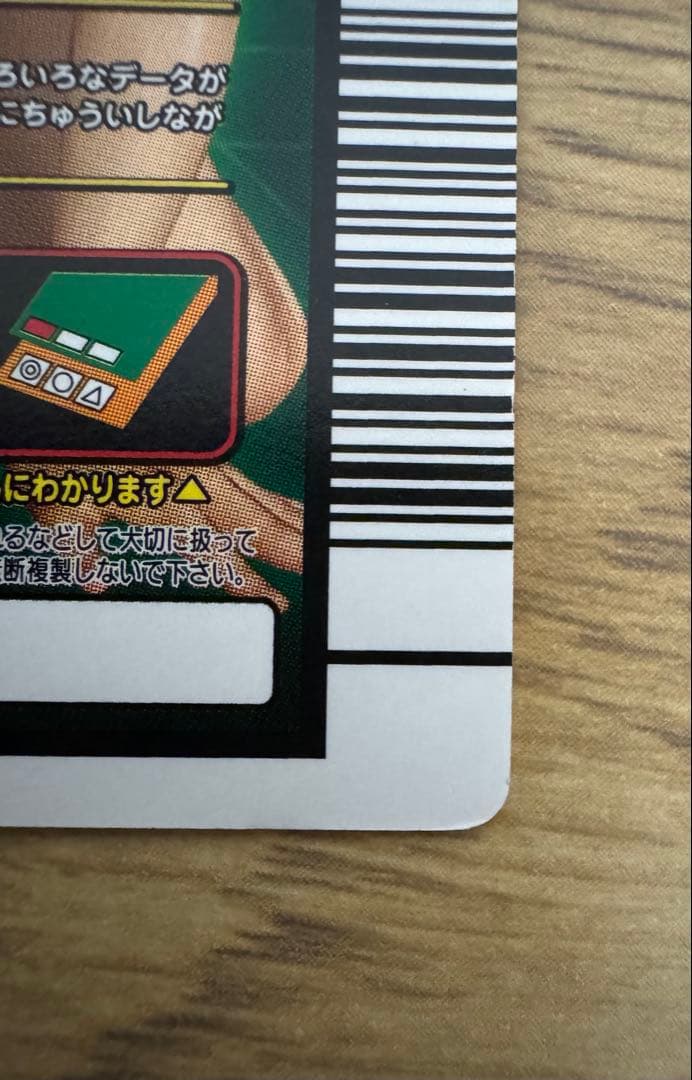 ろいろなデータが
にちゅういしなが
◎○△
にわかります▲
れるなどして大切に扱って
断複製しないで下さい。